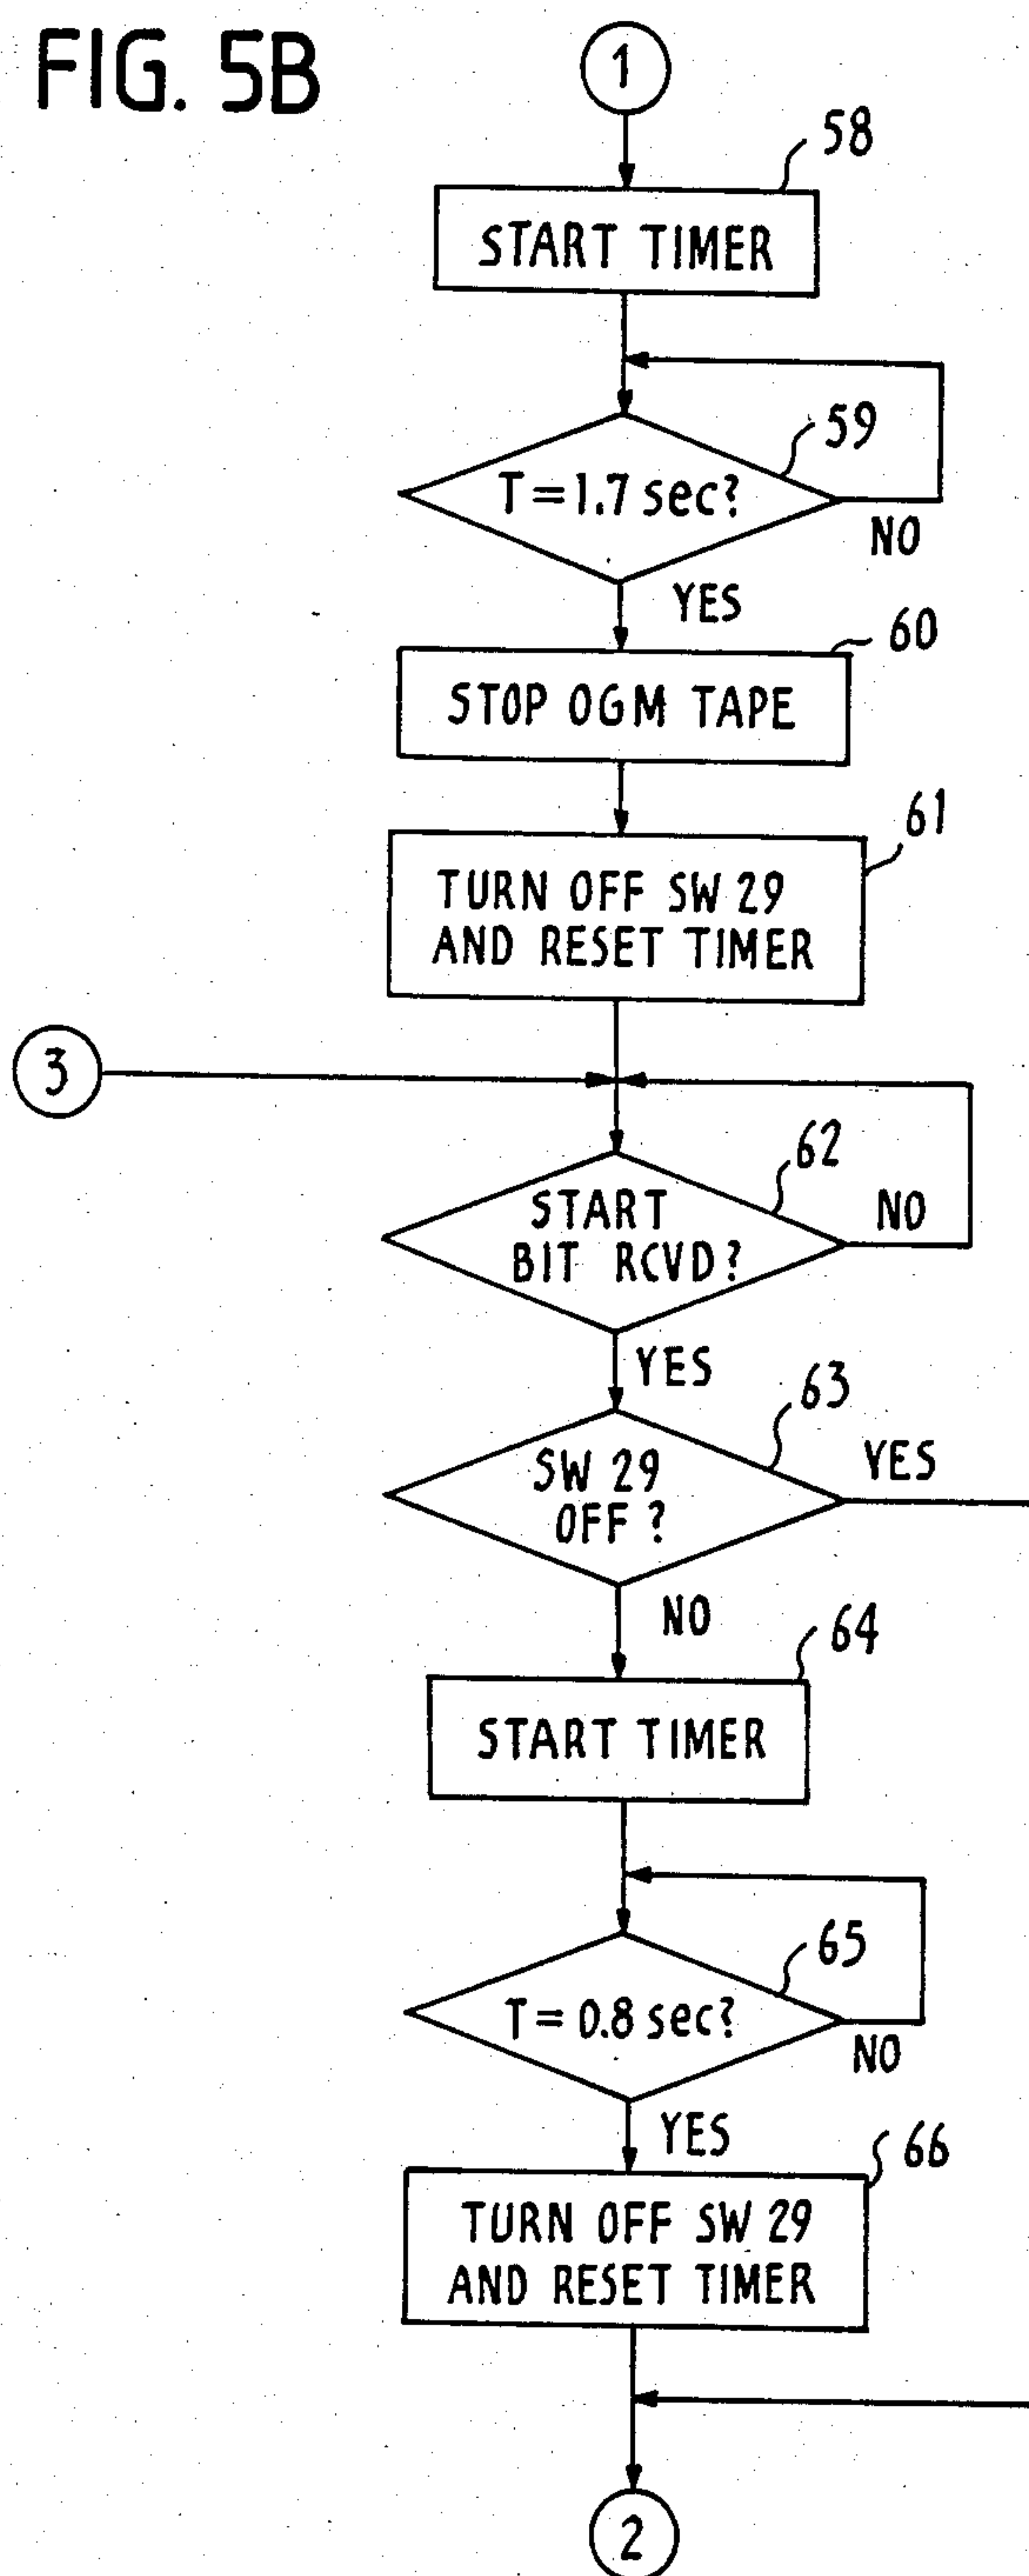 FIG. 5B
1
58
START TIMER
59
T = 1.7 sec?
NO
YES
60
STOP OGM TAPE
61
TURN OFF SW 29
AND RESET TIMER
3
62
START
BIT RCVD?
NO
YES
63
SW 29
OFF?
YES
NO
64
START TIMER
65
T = 0.8 sec?
NO
YES
66
TURN OFF SW 29
AND RESET TIMER
2